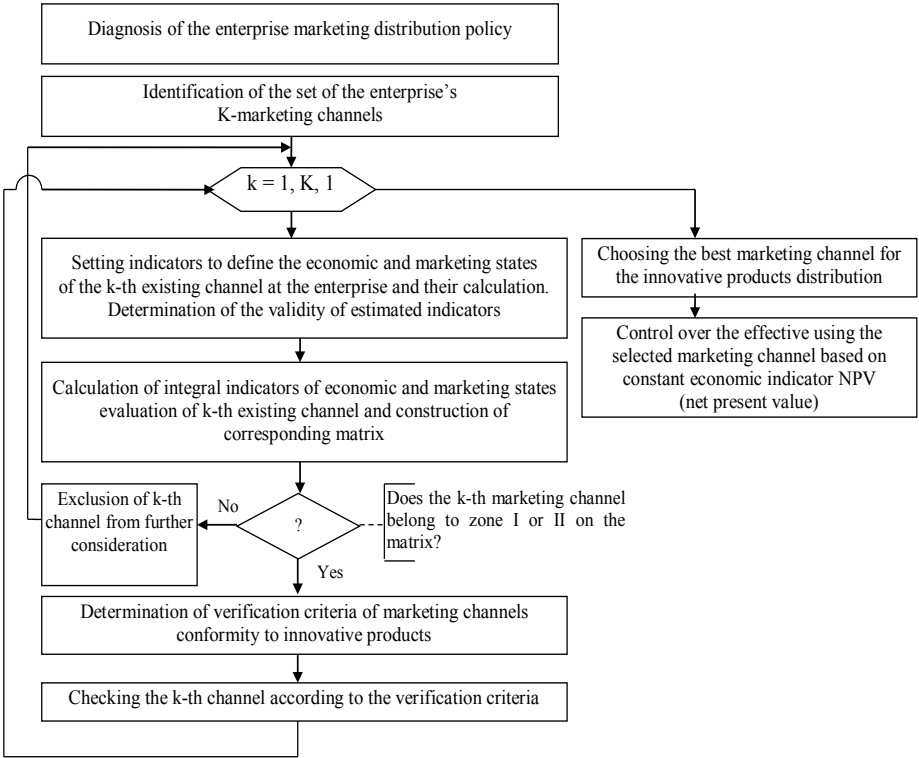 Diagnosis of the enterprise marketing distribution policy
Identification of the set of the enterprise's
K-marketing channels
k = 1, K, 1
Setting indicators to define the economic and marketing states
of the k-th existing channel at the enterprise and their calculation.
Determination of the validity of estimated indicators
Choosing the best marketing channel for
the innovative products distribution
Control over the effective using the
selected marketing channel based on
constant economic indicator NPV
(net present value)
Calculation of integral indicators of economic and marketing states
evaluation of k-th existing channel and construction of
corresponding matrix
Exclusion of k-th
channel from further
consideration
No
?
Does the k-th marketing channel
belong to zone I or II on the
matrix?
Yes
Determination of verification criteria of marketing channels
conformity to innovative products
Checking the k-th channel according to the verification criteria